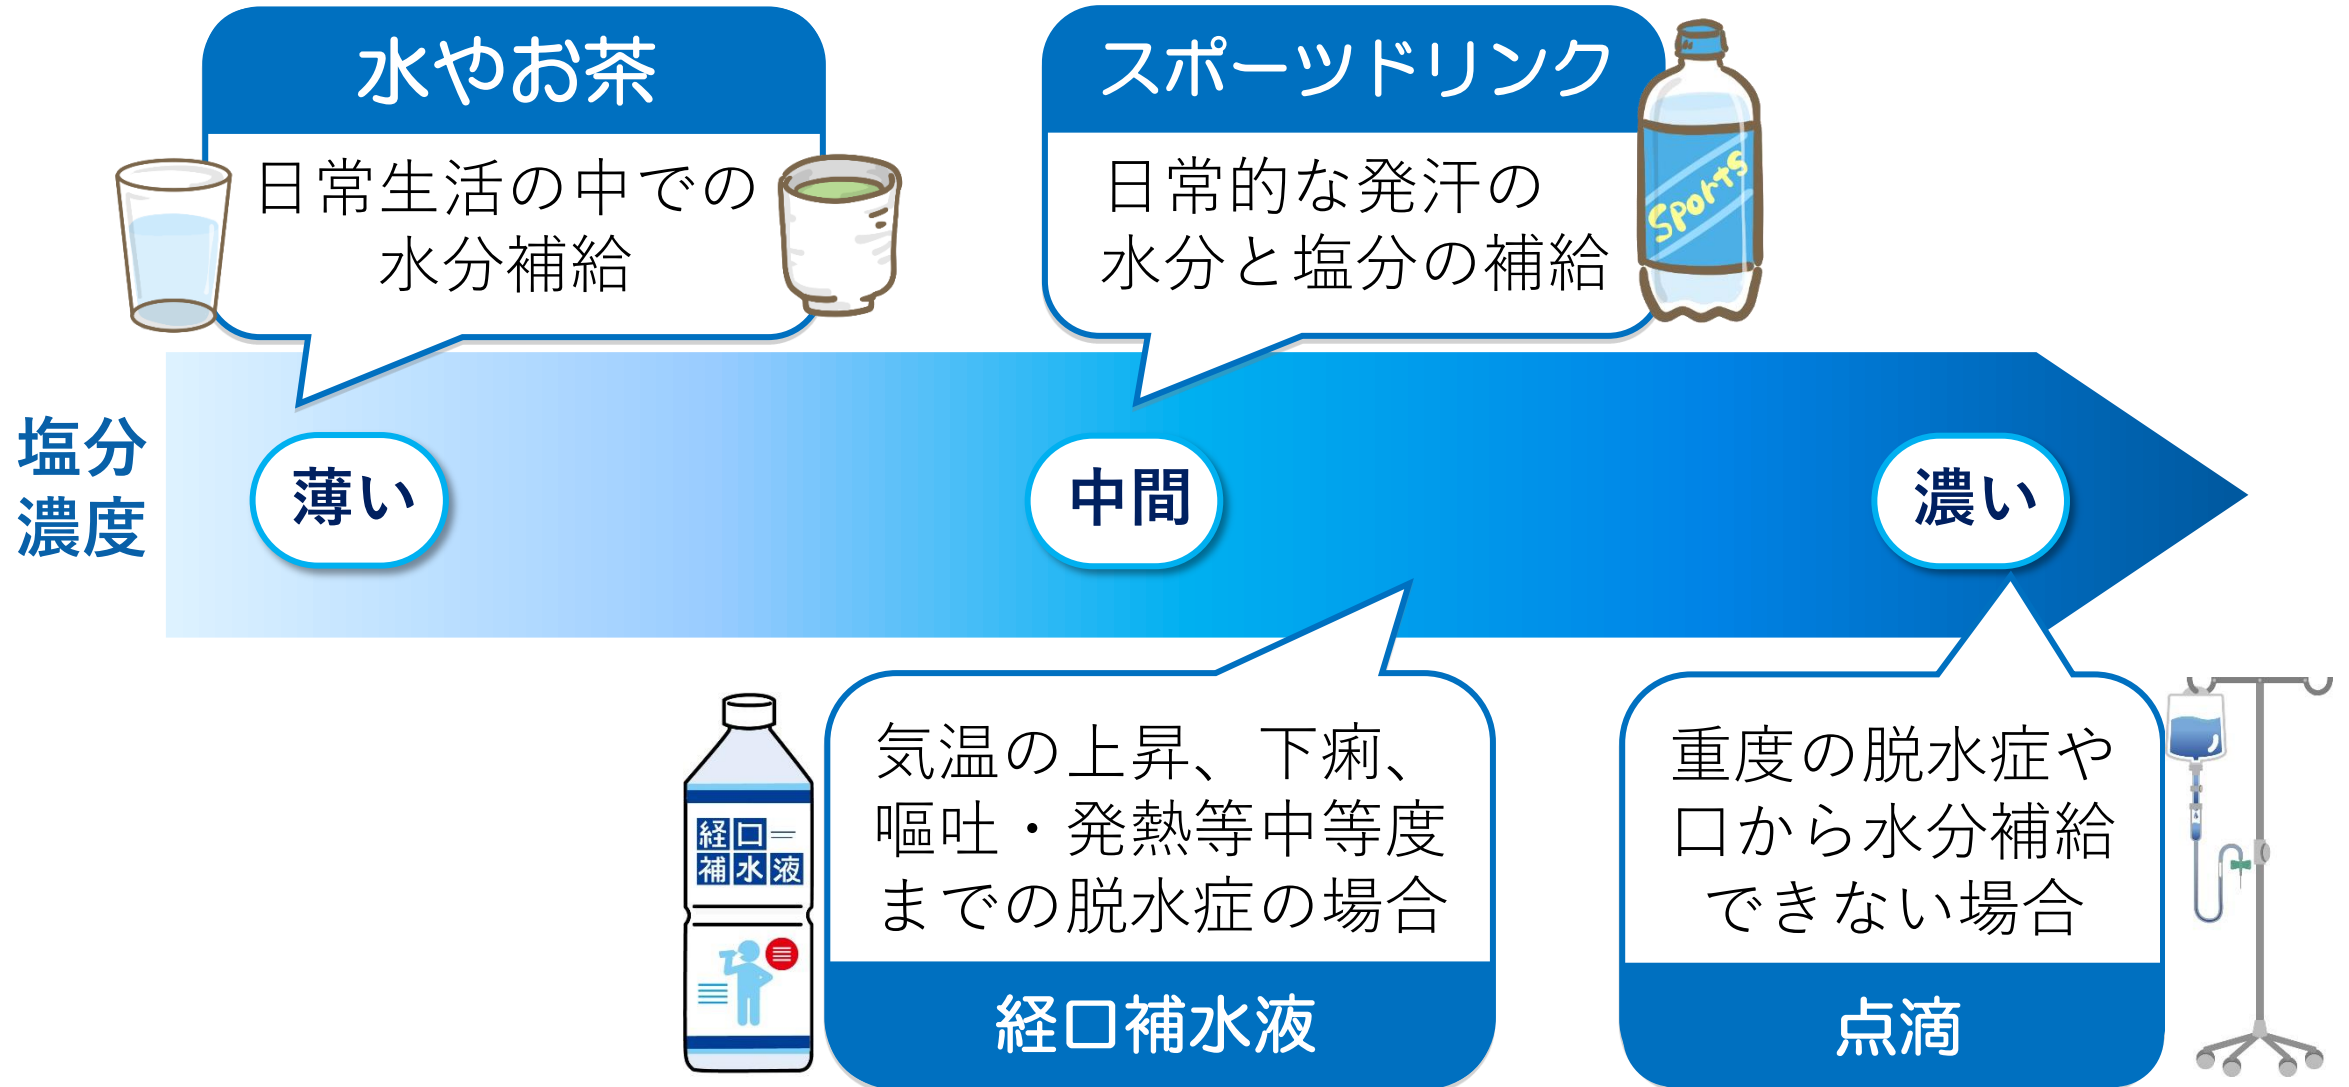 水やお茶
日常生活の中での
水分補給
スポーツドリンク
日常的な発汗の
水分と塩分の補給
Sports
塩分
濃度
薄い
中間
濃い
経口
補水液
気温の上昇、下痢、
嘔吐・発熱等中等度
までの脱水症の場合
経口補水液
重度の脱水症や
口から水分補給
できない場合
点滴